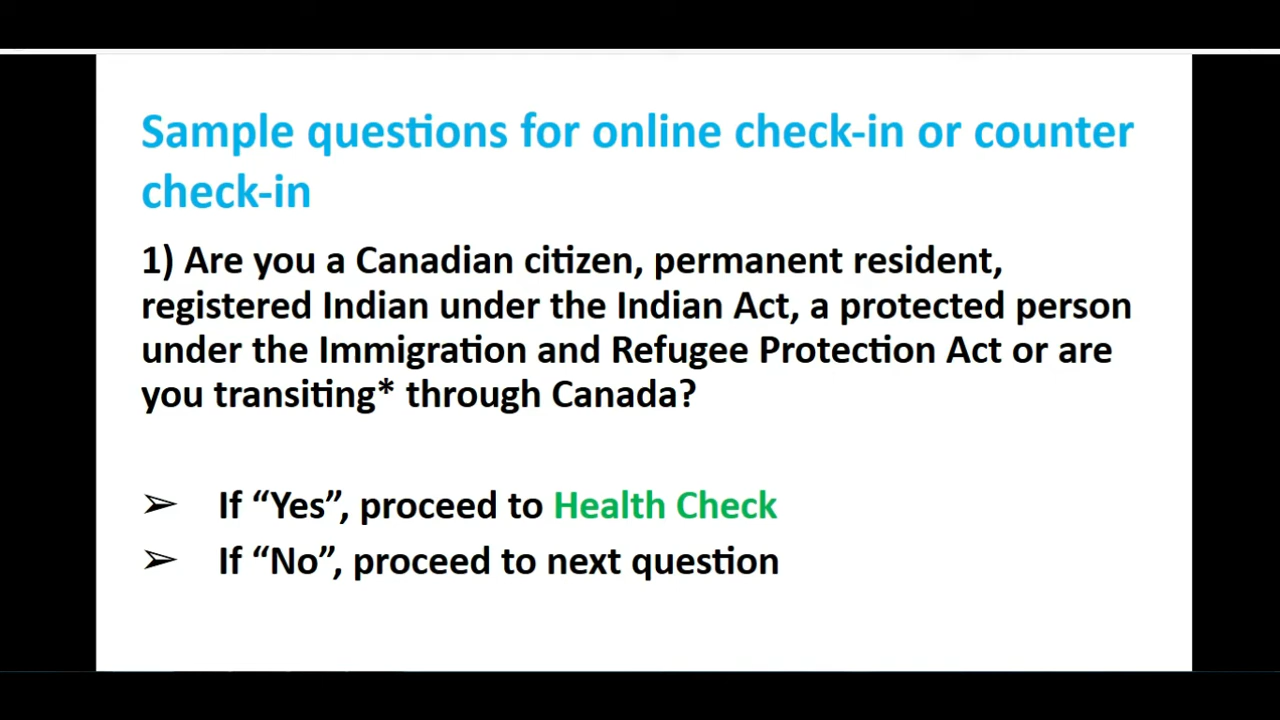 Sample questions for online check-in or counter
check-in
1) Are you a Canadian citizen, permanent resident,
registered Indian under the Indian Act, a protected person
under the Immigration and Refugee Protection Act or are
you transiting* through Canada?
➢ If “Yes”, proceed to Health Check
➢ If “No”, proceed to next question